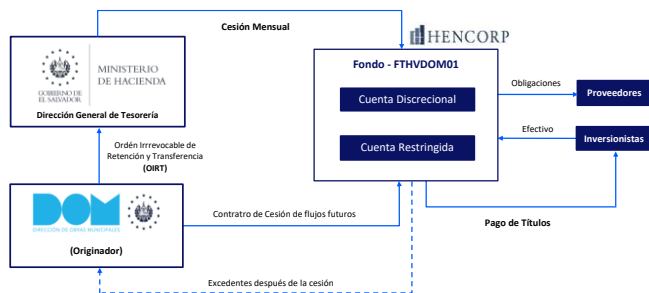 Cesión Mensual
HENCORP
MINISTERIO
DE HACIENDA
GOBIERNO DE
EL SALVADOR
Dirección General de Tesorería
Fondo - FTHVDOM01
Cuenta Discrecional
Cuenta Restringida
Obligaciones
Proveedores
Efectivo
Inversionistas
Ordén Irrrevocable de
Retención y Transferencia
(OIRT)
DOM
DIRECCIÓN DE OBRAS MUNICIPALES
(Originador)
Contratro de Cesión de flujos futuros
Pago de Títulos
Excedentes después de la cesión